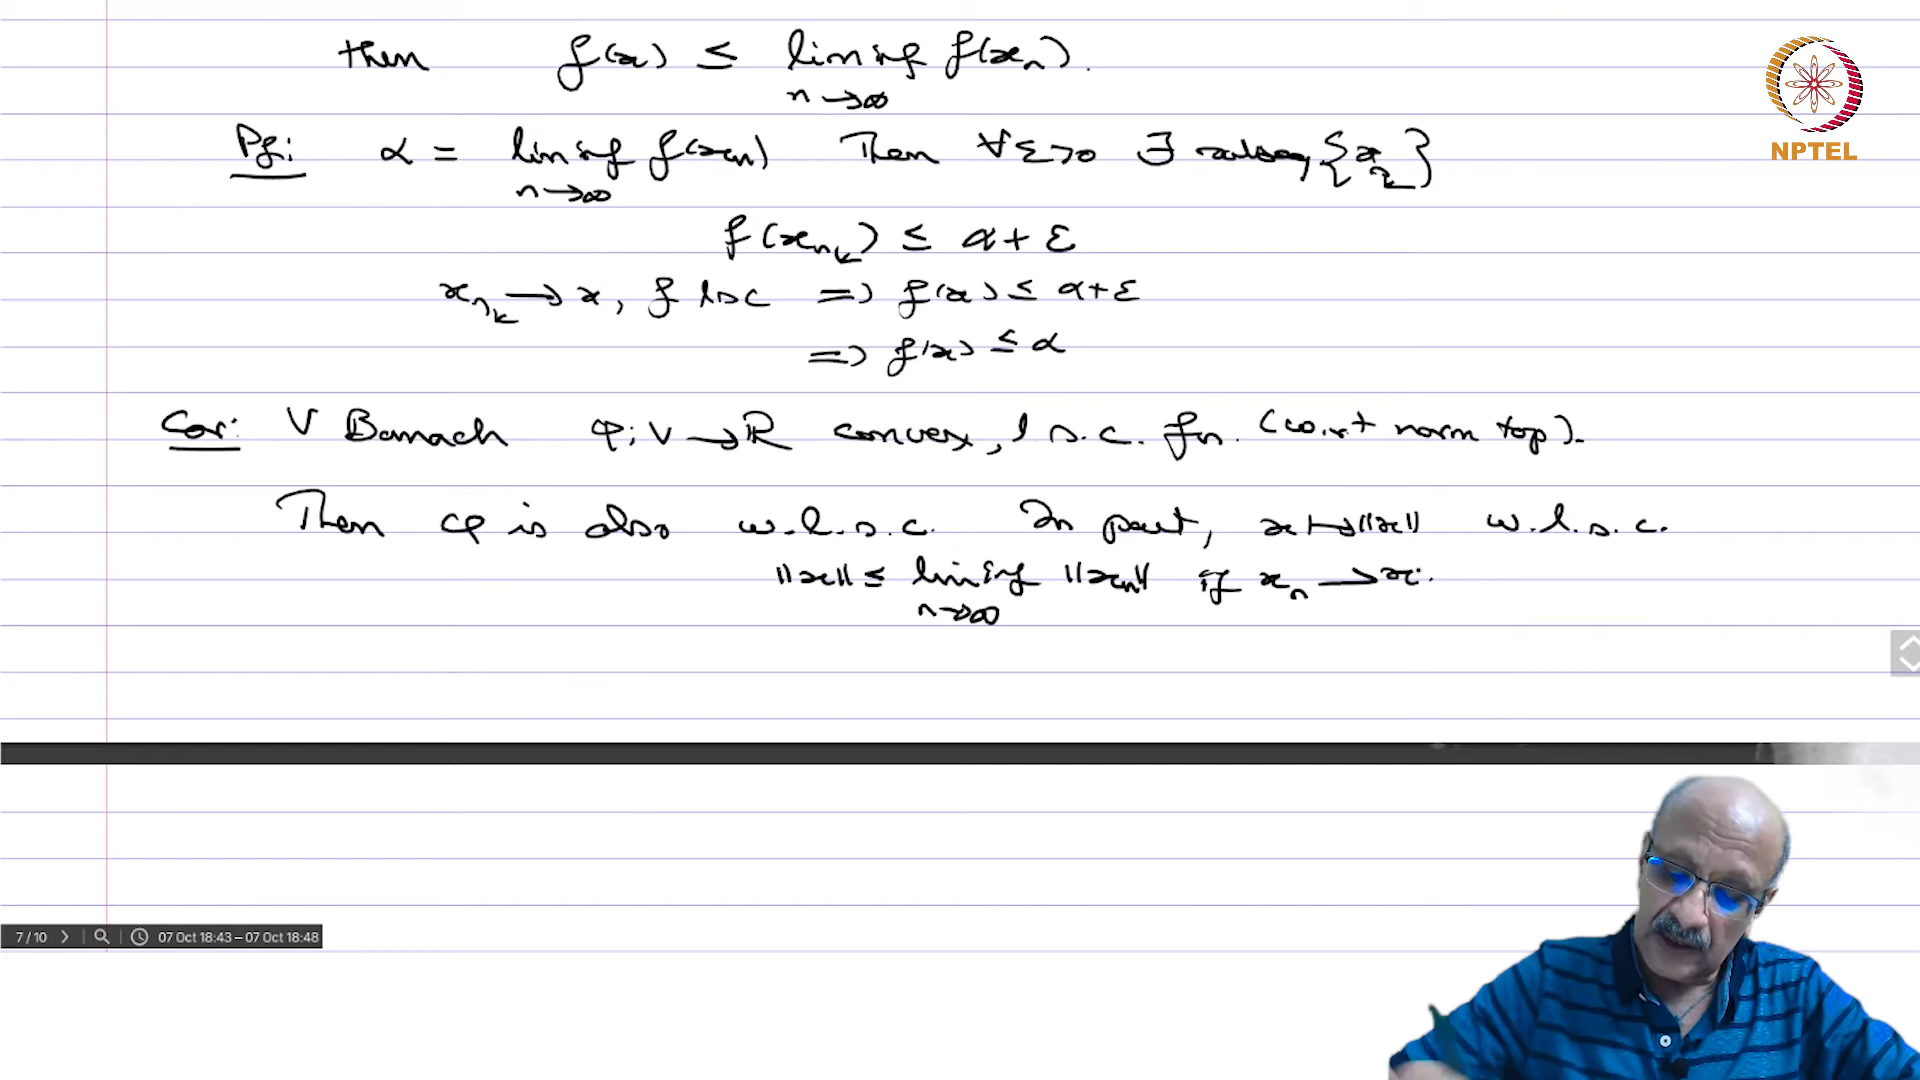 then f(x) ≤ lim inf f(xₙ).
n→∞
NPTEL
Pf: α = lim inf f(xₙ) Then ∀ε>0 ∃ subseq {x_{n_k}}
n→∞
f(x_{n_k}) ≤ α+ε
x_{n_k} → x, f lsc ⇒ f(x) ≤ α+ε
⇒ f(x) ≤ α
Cor: V Banach φ: V → ℝ convex, l.s.c. fn. (w.r.t norm top).
Then φ is also w.l.s.c. In part, x ↦ ||x|| w.l.s.c.
||x|| ≤ lim inf ||xₙ|| if xₙ ⟶ x.
n→∞
7 / 10 07 Oct 18:43 – 07 Oct 18:48